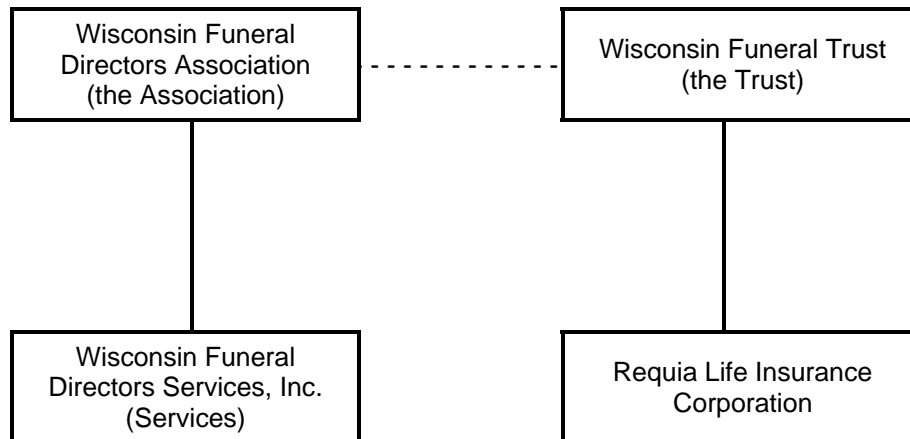 Wisconsin Funeral
Directors Association
(the Association)
Wisconsin Funeral Trust
(the Trust)
Wisconsin Funeral
Directors Services, Inc.
(Services)
Requia Life Insurance
Corporation